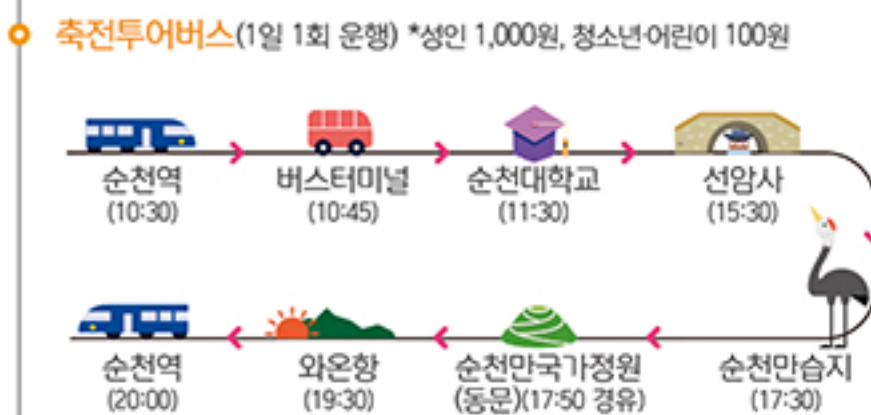 축전투어버스(1일 1회 운행) *성인 1,000원, 청소년·어린이 100원
순천역 버스터미널 순천대학교 선암사
(10:30) (10:45) (11:30) (15:30)
순천역 와온항 순천만국가정원 순천만습지
(20:00) (19:30) (동문)(17:50 경유) (17:30)